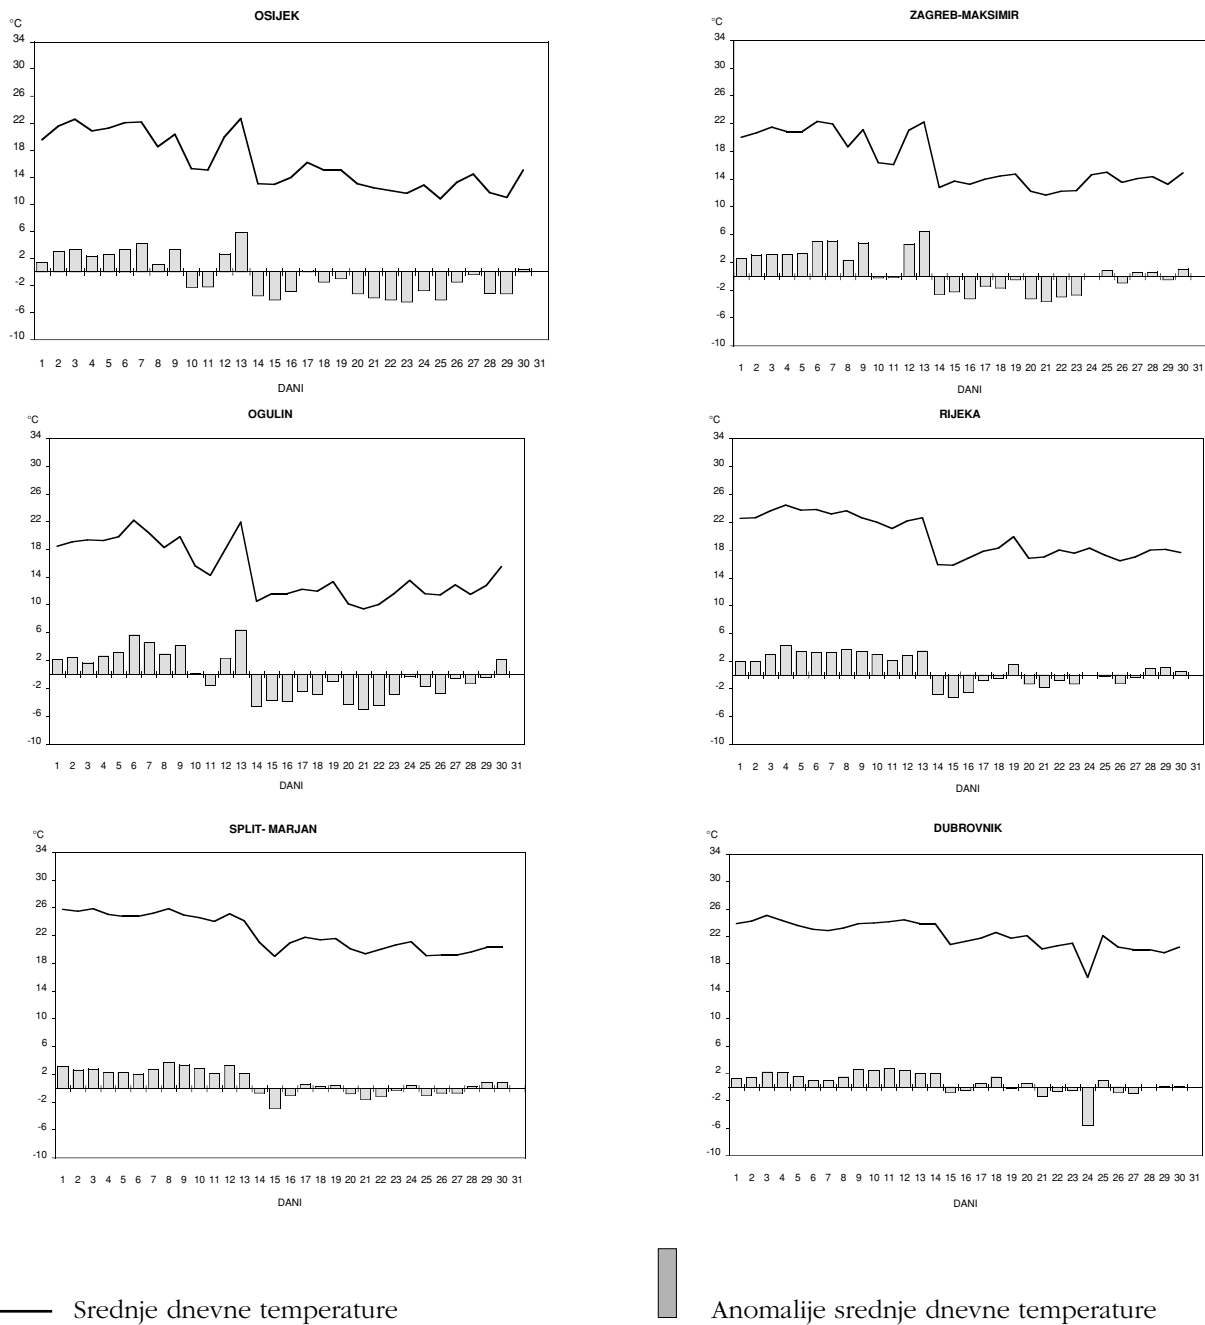 OSIJEK
°C
34
30
26
22
18
14
10
6
2
-2
-6
-10
1 2 3 4 5 6 7 8 9 10 11 12 13 14 15 16 17 18 19 20 21 22 23 24 25 26 27 28 29 30 31
DANI
ZAGREB-MAKSIMIR
°C
34
30
26
22
18
14
10
6
2
-2
-6
-10
1 2 3 4 5 6 7 8 9 10 11 12 13 14 15 16 17 18 19 20 21 22 23 24 25 26 27 28 29 30 31
DANI
OGULIN
°C
34
30
26
22
18
14
10
6
2
-2
-6
-10
1 2 3 4 5 6 7 8 9 10 11 12 13 14 15 16 17 18 19 20 21 22 23 24 25 26 27 28 29 30 31
DANI
RIJEKA
°C
34
30
26
22
18
14
10
6
2
-2
-6
-10
1 2 3 4 5 6 7 8 9 10 11 12 13 14 15 16 17 18 19 20 21 22 23 24 25 26 27 28 29 30 31
DANI
SPLIT- MARJAN
°C
34
30
26
22
18
14
10
6
2
-2
-6
-10
1 2 3 4 5 6 7 8 9 10 11 12 13 14 15 16 17 18 19 20 21 22 23 24 25 26 27 28 29 30 31
DANI
DUBROVNIK
°C
34
30
26
22
18
14
10
6
2
-2
-6
-10
1 2 3 4 5 6 7 8 9 10 11 12 13 14 15 16 17 18 19 20 21 22 23 24 25 26 27 28 29 30 31
DANI
Srednje dnevne temperature
Anomalije srednje dnevne temperature